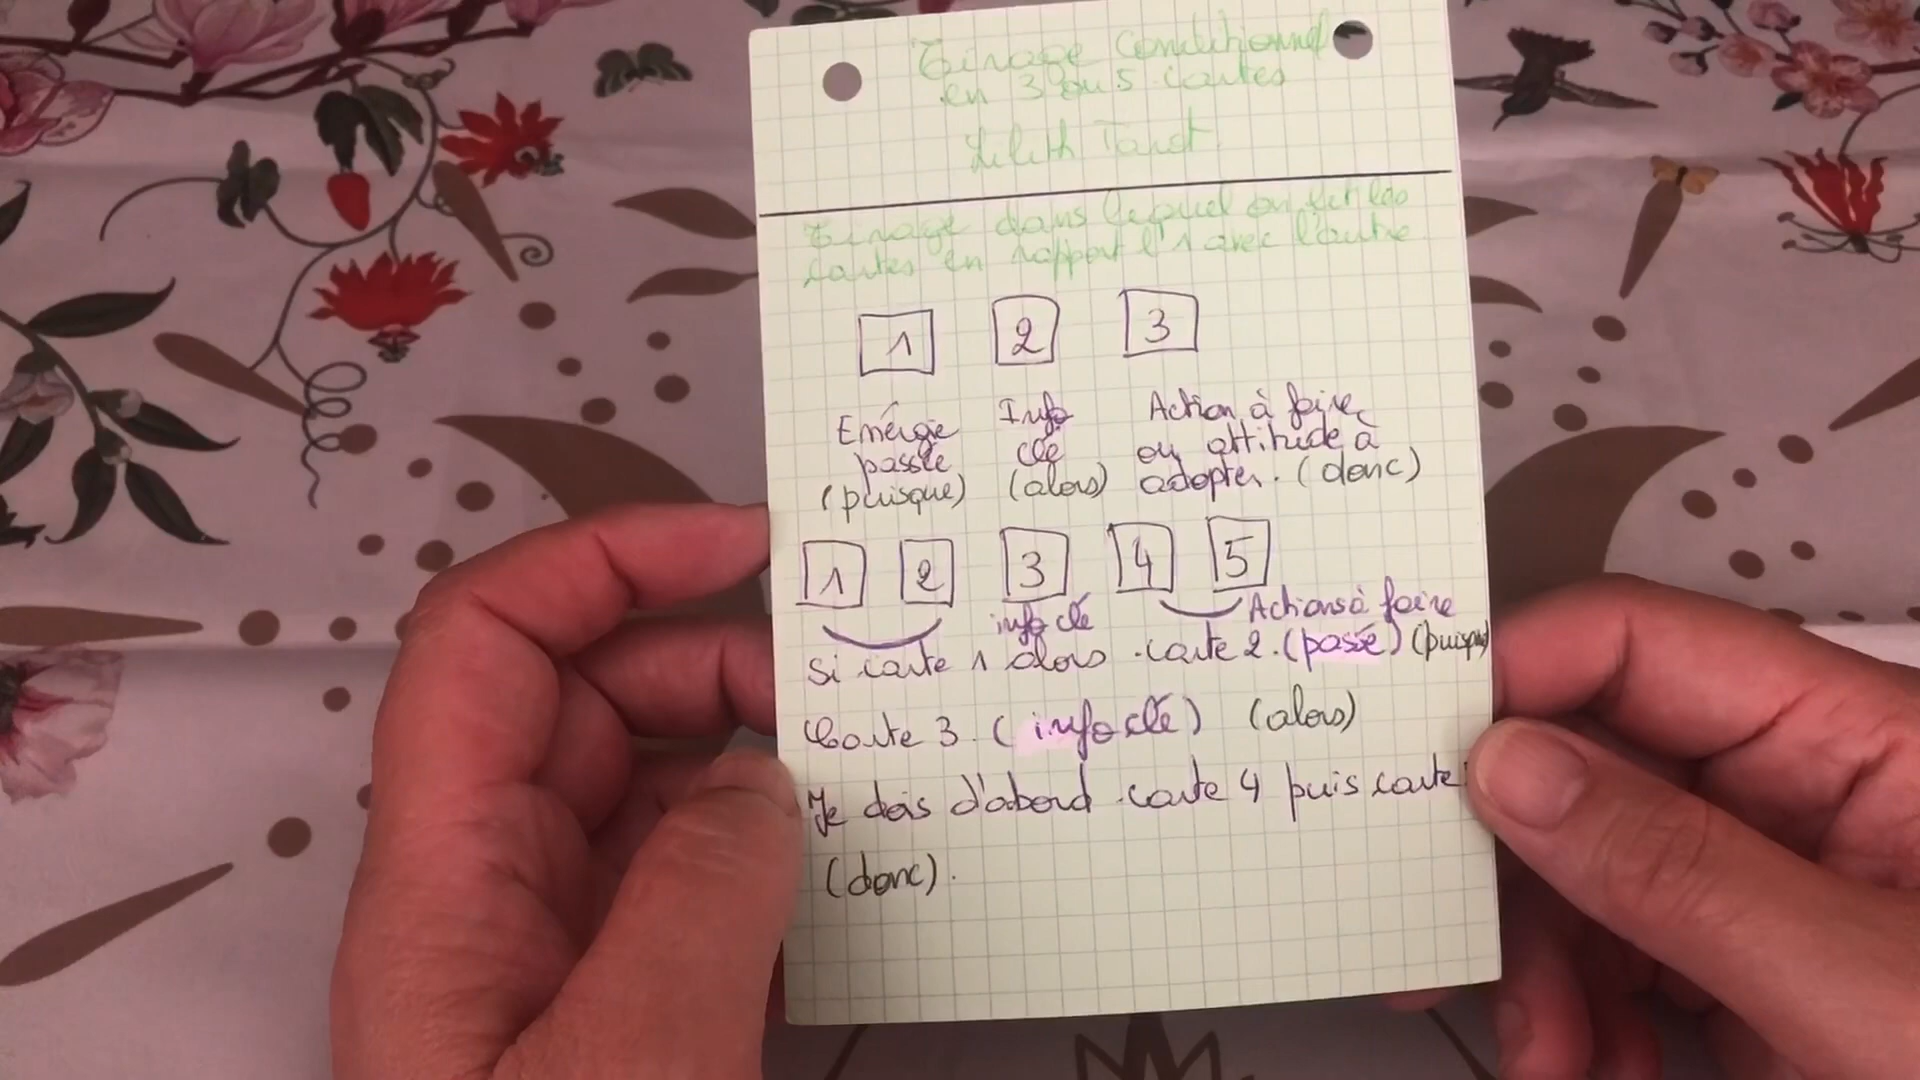 Tirage conditionnel
en 3 ou 5 cartes
Lilith Tarot
Tirage dans lequel on lit les
cartes en rapport l'1 avec l'autre
1 2 3
Enérgie Info Action à faire
passée clé ou attitude à
(puisque) (alors) adopter. (donc)
1 2 3 4 5
info clé Actions à faire
Si carte 1 alors carte 2. (passé) (puisque)
Carte 3. (info clé) (alors)
Je dois d'abord carte 4 puis carte
(donc).